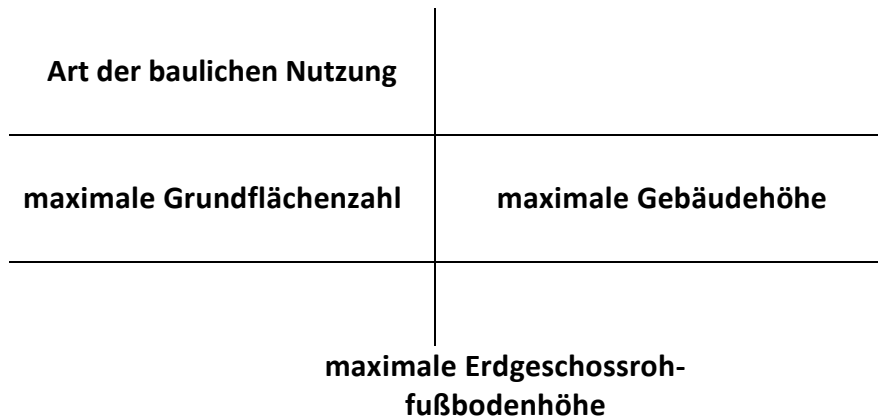 Art der baulichen Nutzung
maximale Grundflächenzahl
maximale Gebäudehöhe
maximale Erdgeschossroh-
fußbodenhöhe